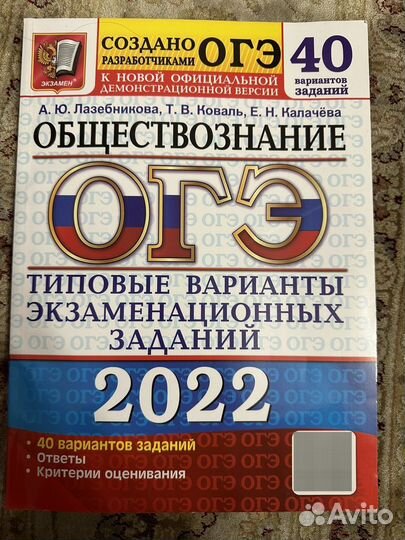 СОЗДАНО
РАЗРАБОТЧИКАМИ ОГЭ
К НОВОЙ ОФИЦИАЛЬНОЙ
ДЕМОНСТРАЦИОННОЙ ВЕРСИИ
40
вариантов
заданий
ЭКЗАМЕН
А. Ю. Лазебникова, Т. В. Коваль, Е. Н. Калачёва
ОБЩЕСТВОЗНАНИЕ
ОГЭ
ТИПОВЫЕ ВАРИАНТЫ
ЭКЗАМЕНАЦИОННЫХ
ЗАДАНИЙ
2022
• 40 вариантов заданий
• Ответы
• Критерии оценивания
Avito